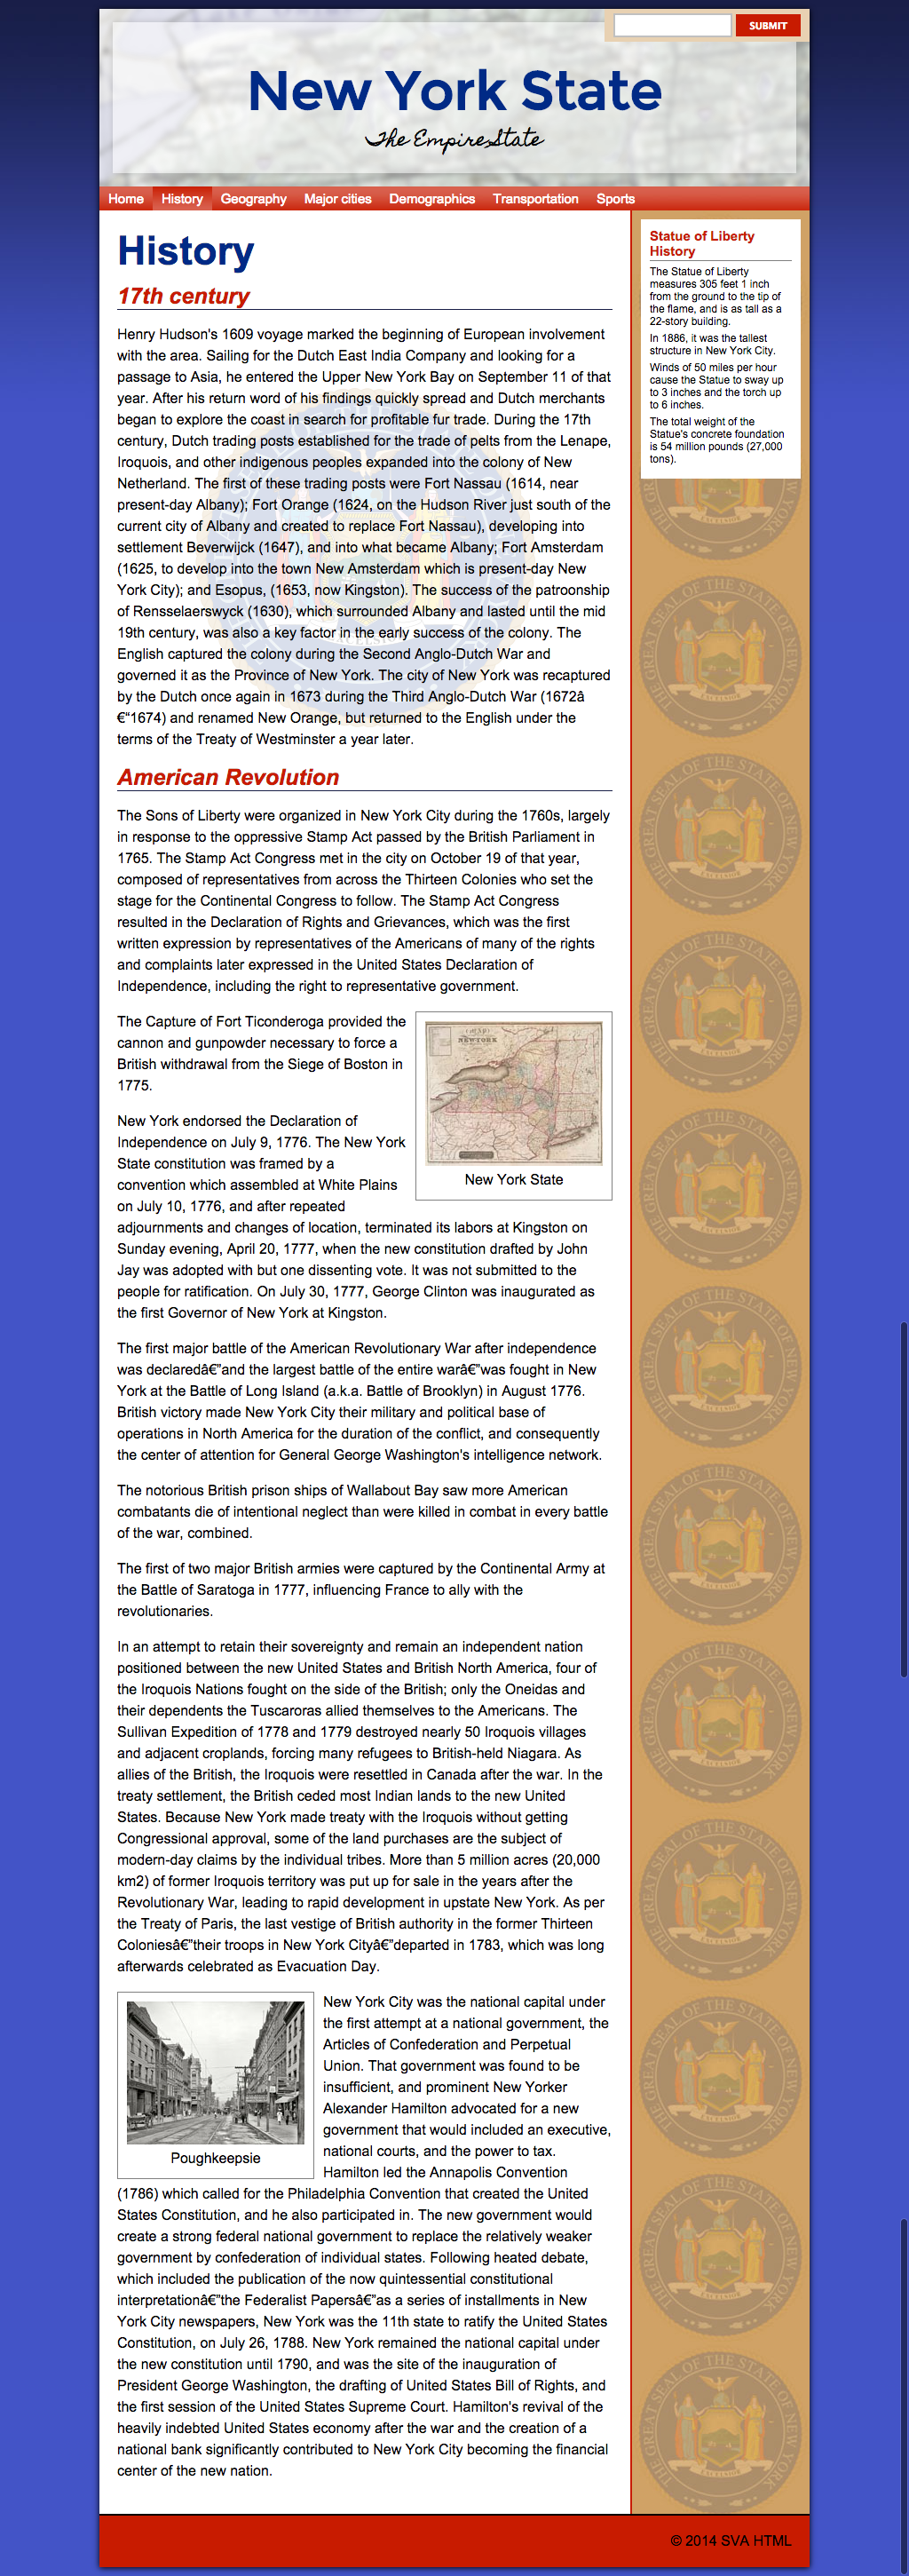 SUBMIT
New York State
The Empire State
Home History Geography Major cities Demographics Transportation Sports
History
17th century
Henry Hudson's 1609 voyage marked the beginning of European involvement
with the area. Sailing for the Dutch East India Company and looking for a
passage to Asia, he entered the Upper New York Bay on September 11 of that
year. After his return word of his findings quickly spread and Dutch merchants
began to explore the coast in search for profitable fur trade. During the 17th
century, Dutch trading posts established for the trade of pelts from the Lenape,
Iroquois, and other indigenous peoples expanded into the colony of New
Netherland. The first of these trading posts were Fort Nassau (1614, near
present-day Albany); Fort Orange (1624, on the Hudson River just south of the
current city of Albany and created to replace Fort Nassau), developing into
settlement Beverwijck (1647), and into what became Albany; Fort Amsterdam
(1625, to develop into the town New Amsterdam which is present-day New
York City); and Esopus, (1653, now Kingston). The success of the patroonship
of Rensselaerswyck (1630), which surrounded Albany and lasted until the mid
19th century, was also a key factor in the early success of the colony. The
English captured the colony during the Second Anglo-Dutch War and
governed it as the Province of New York. The city of New York was recaptured
by the Dutch once again in 1673 during the Third Anglo-Dutch War (1672â
€“1674) and renamed New Orange, but returned to the English under the
terms of the Treaty of Westminster a year later.
American Revolution
The Sons of Liberty were organized in New York City during the 1760s, largely
in response to the oppressive Stamp Act passed by the British Parliament in
1765. The Stamp Act Congress met in the city on October 19 of that year,
composed of representatives from across the Thirteen Colonies who set the
stage for the Continental Congress to follow. The Stamp Act Congress
resulted in the Declaration of Rights and Grievances, which was the first
written expression by representatives of the Americans of many of the rights
and complaints later expressed in the United States Declaration of
Independence, including the right to representative government.
The Capture of Fort Ticonderoga provided the
cannon and gunpowder necessary to force a
British withdrawal from the Siege of Boston in
1775.
NEW YORK
New York State
New York endorsed the Declaration of
Independence on July 9, 1776. The New York
State constitution was framed by a
convention which assembled at White Plains
on July 10, 1776, and after repeated
adjournments and changes of location, terminated its labors at Kingston on
Sunday evening, April 20, 1777, when the new constitution drafted by John
Jay was adopted with but one dissenting vote. It was not submitted to the
people for ratification. On July 30, 1777, George Clinton was inaugurated as
the first Governor of New York at Kingston.
The first major battle of the American Revolutionary War after independence
was declaredâ€”and the largest battle of the entire warâ€”was fought in New
York at the Battle of Long Island (a.k.a. Battle of Brooklyn) in August 1776.
British victory made New York City their military and political base of
operations in North America for the duration of the conflict, and consequently
the center of attention for General George Washington's intelligence network.
The notorious British prison ships of Wallabout Bay saw more American
combatants die of intentional neglect than were killed in combat in every battle
of the war, combined.
The first of two major British armies were captured by the Continental Army at
the Battle of Saratoga in 1777, influencing France to ally with the
revolutionaries.
In an attempt to retain their sovereignty and remain an independent nation
positioned between the new United States and British North America, four of
the Iroquois Nations fought on the side of the British; only the Oneidas and
their dependents the Tuscaroras allied themselves to the Americans. The
Sullivan Expedition of 1778 and 1779 destroyed nearly 50 Iroquois villages
and adjacent croplands, forcing many refugees to British-held Niagara. As
allies of the British, the Iroquois were resettled in Canada after the war. In the
treaty settlement, the British ceded most Indian lands to the new United
States. Because New York made treaty with the Iroquois without getting
Congressional approval, some of the land purchases are the subject of
modern-day claims by the individual tribes. More than 5 million acres (20,000
km2) of former Iroquois territory was put up for sale in the years after the
Revolutionary War, leading to rapid development in upstate New York. As per
the Treaty of Paris, the last vestige of British authority in the former Thirteen
Coloniesâ€”their troops in New York Cityâ€”departed in 1783, which was long
afterwards celebrated as Evacuation Day.
Poughkeepsie
New York City was the national capital under
the first attempt at a national government, the
Articles of Confederation and Perpetual
Union. That government was found to be
insufficient, and prominent New Yorker
Alexander Hamilton advocated for a new
government that would included an executive,
national courts, and the power to tax.
Hamilton led the Annapolis Convention
(1786) which called for the Philadelphia Convention that created the United
States Constitution, and he also participated in. The new government would
create a strong federal national government to replace the relatively weaker
government by confederation of individual states. Following heated debate,
which included the publication of the now quintessential constitutional
interpretationâ€”the Federalist Papersâ€”as a series of installments in New
York City newspapers, New York was the 11th state to ratify the United States
Constitution, on July 26, 1788. New York remained the national capital under
the new constitution until 1790, and was the site of the inauguration of
President George Washington, the drafting of United States Bill of Rights, and
the first session of the United States Supreme Court. Hamilton's revival of the
heavily indebted United States economy after the war and the creation of a
national bank significantly contributed to New York City becoming the financial
center of the new nation.
Statue of Liberty
History
The Statue of Liberty
measures 305 feet 1 inch
from the ground to the tip of
the flame, and is as tall as a
22-story building.
In 1886, it was the tallest
structure in New York City.
Winds of 50 miles per hour
cause the Statue to sway up
to 3 inches and the torch up
to 6 inches.
The total weight of the
Statue's concrete foundation
is 54 million pounds (27,000
tons).
THE GREAT SEAL OF THE STATE OF NEW YORK
EXCELSIOR
© 2014 SVA HTML